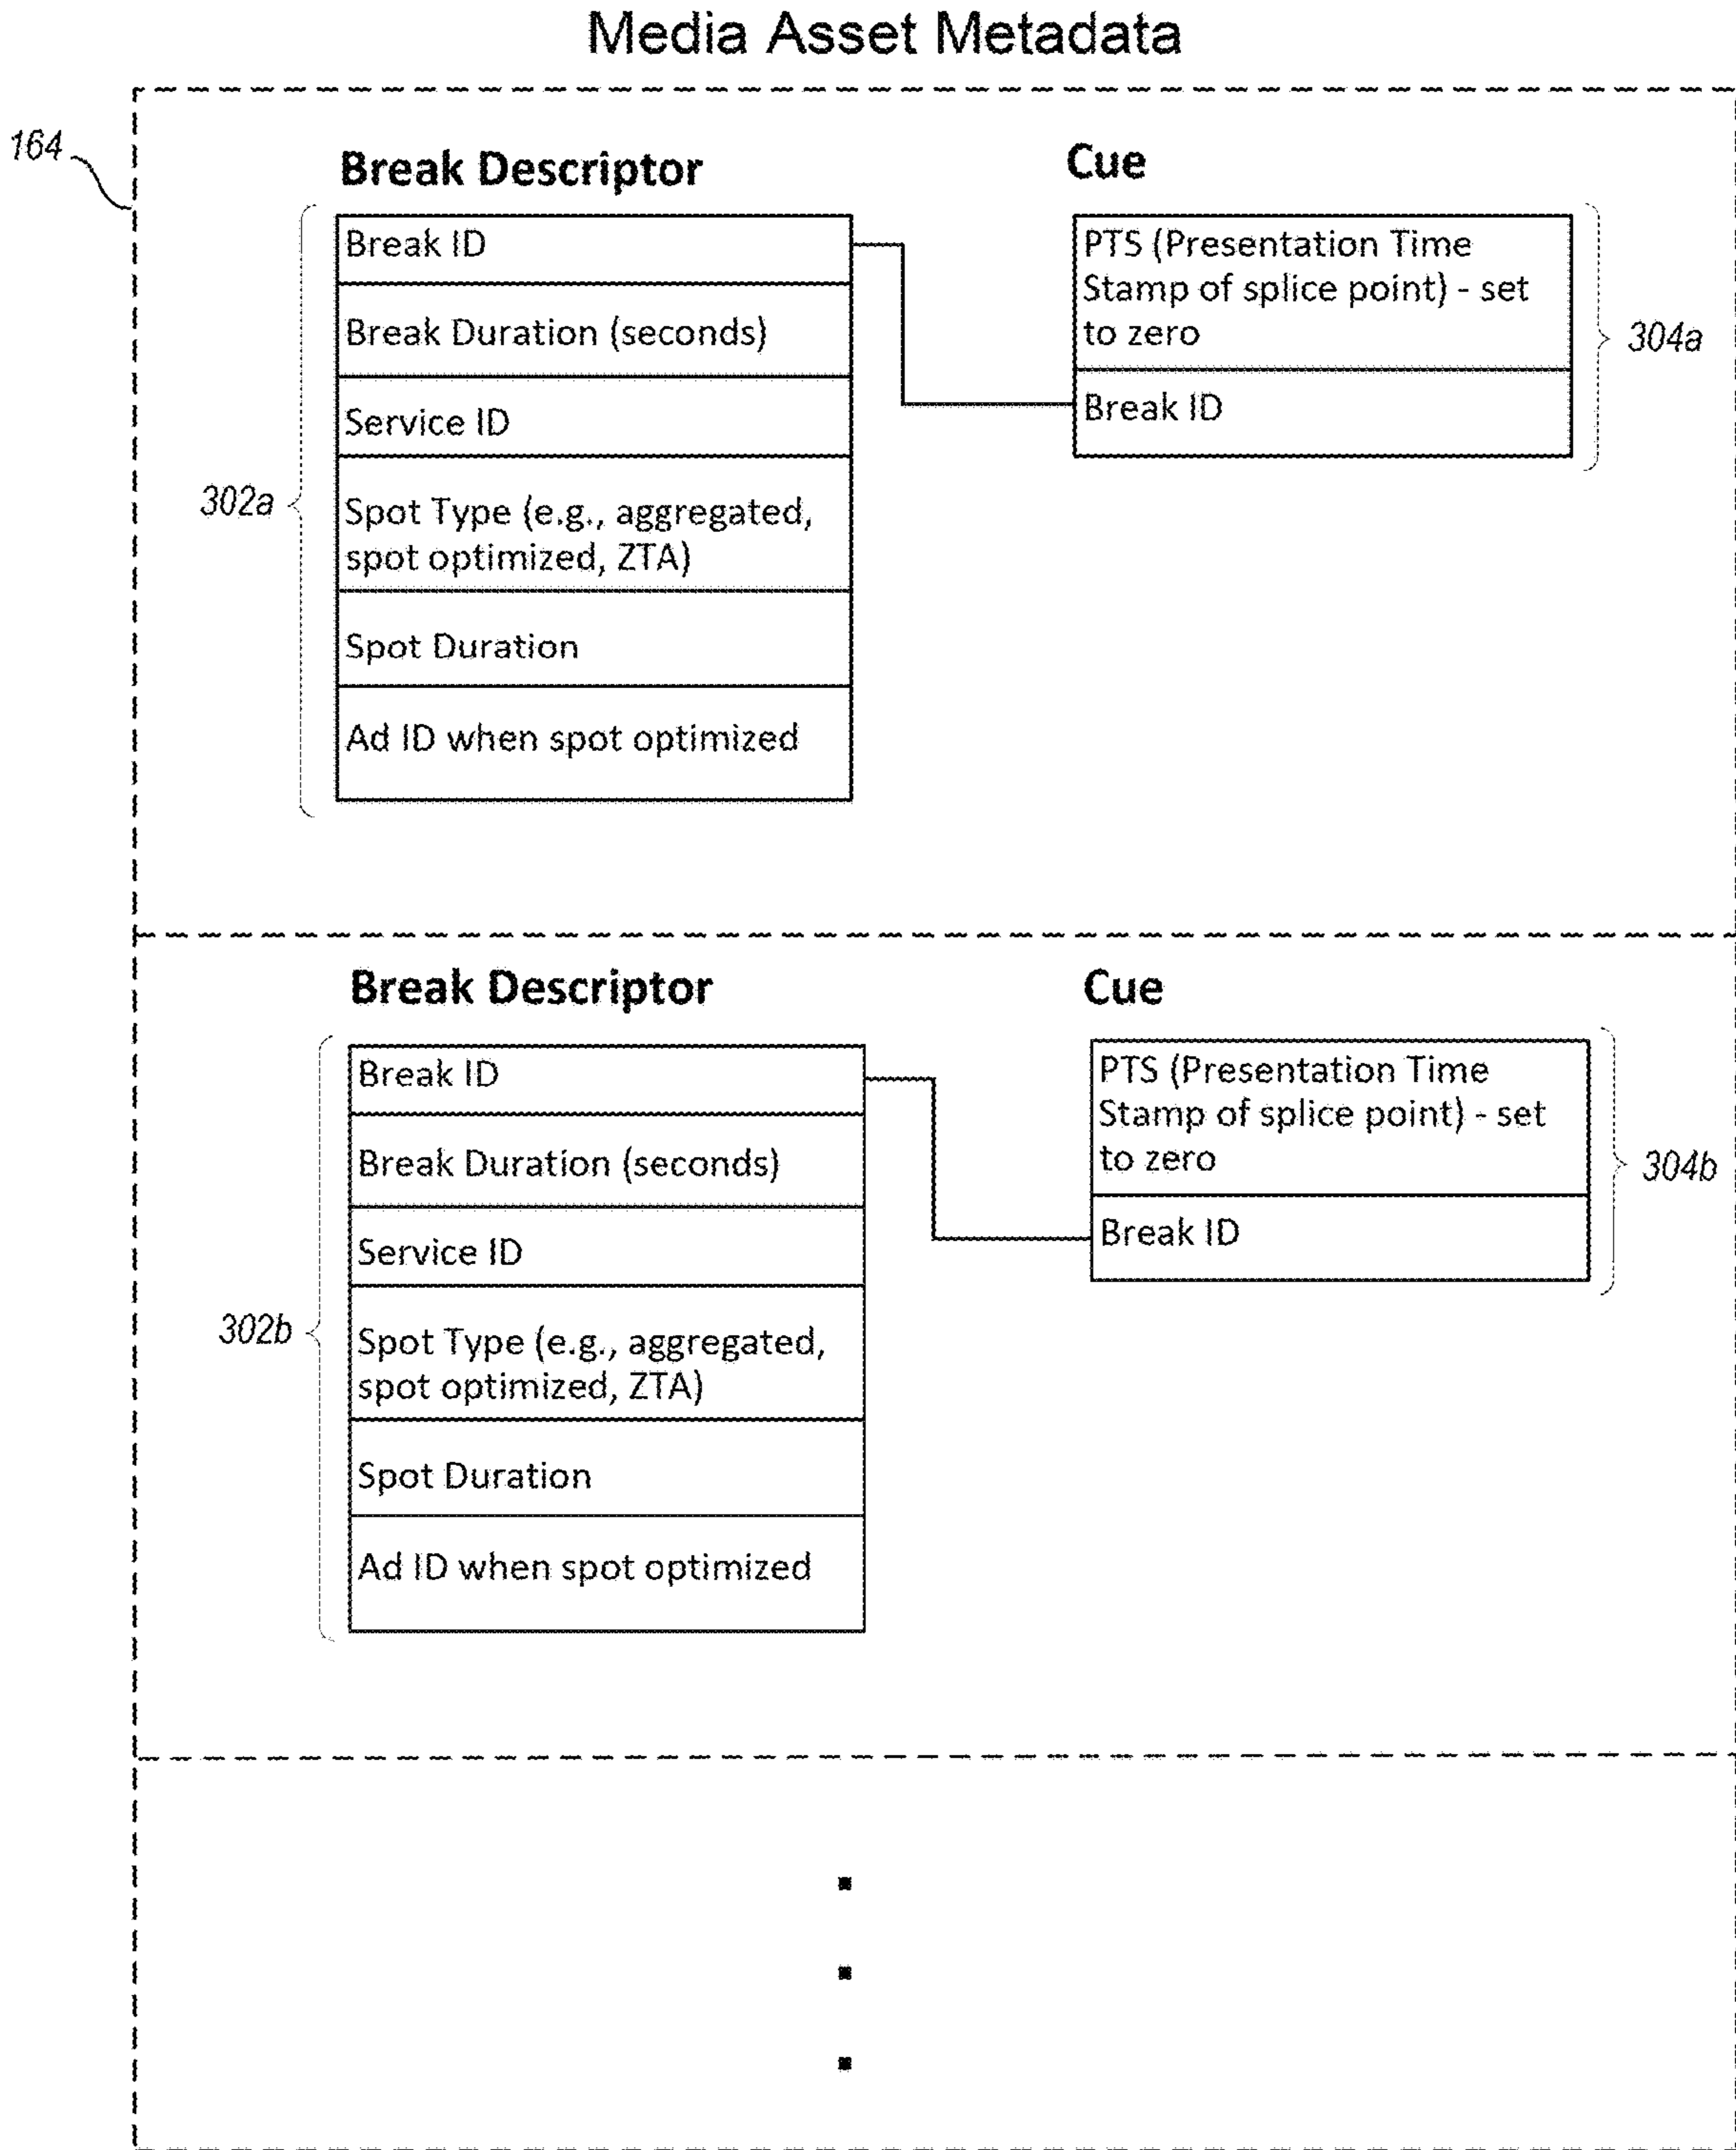 Media Asset Metadata
164
Break Descriptor
Cue
302a
Break ID
Break Duration (seconds)
Service ID
Spot Type (e.g., aggregated,
spot optimized, ZTA)
Spot Duration
Ad ID when spot optimized
PTS (Presentation Time
Stamp of splice point) - set
to zero
Break ID
304a
Break Descriptor
Cue
302b
Break ID
Break Duration (seconds)
Service ID
Spot Type (e.g., aggregated,
spot optimized, ZTA)
Spot Duration
Ad ID when spot optimized
PTS (Presentation Time
Stamp of splice point) - set
to zero
Break ID
304b